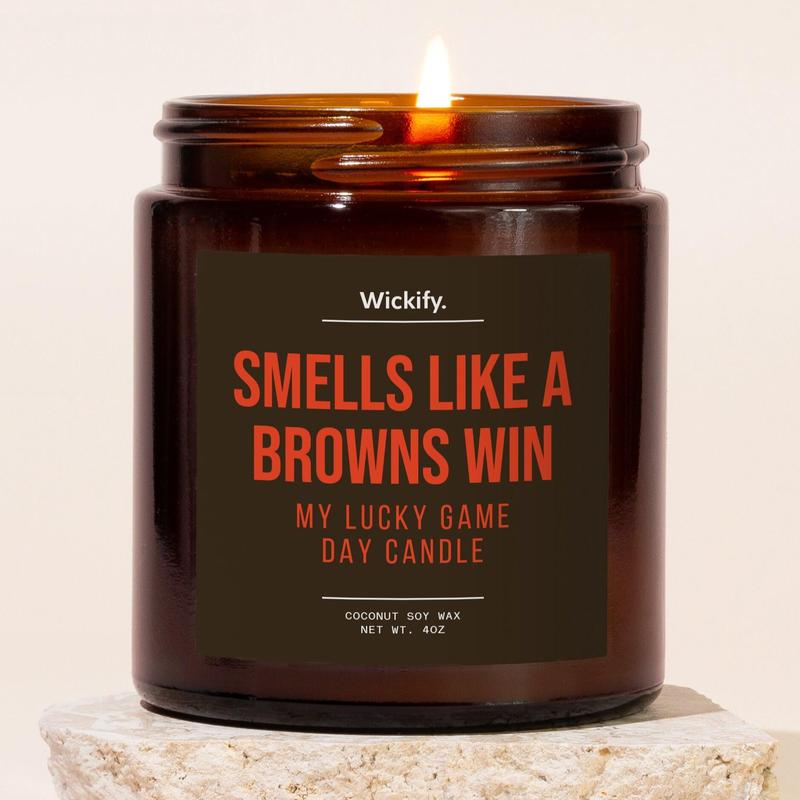 Wickify.
SMELLS LIKE A
BROWNS WIN
MY LUCKY GAME
DAY CANDLE
COCONUT SOY WAX
NET WT. 4OZ